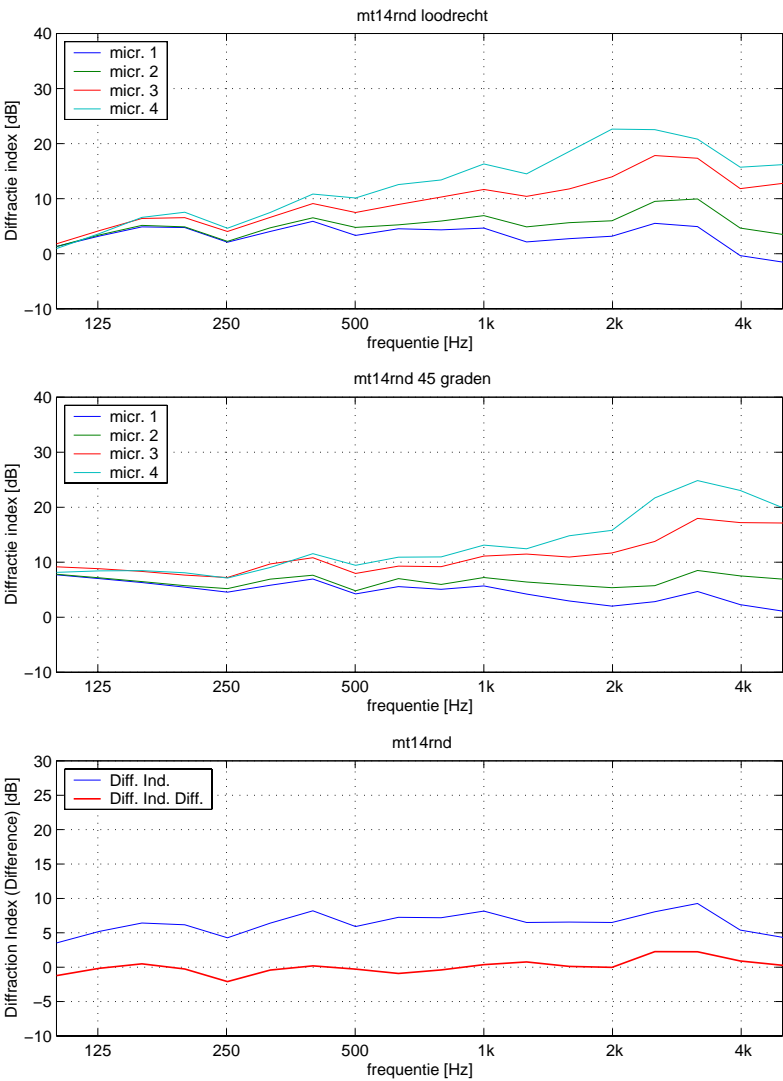 mt14rnd loodrecht
40
30
20
10
0
−10
Diffractie index [dB]
micr. 1
micr. 2
micr. 3
micr. 4
125 250 500 1k 2k 4k
frequentie [Hz]
mt14rnd 45 graden
40
30
20
10
0
−10
Diffractie index [dB]
micr. 1
micr. 2
micr. 3
micr. 4
125 250 500 1k 2k 4k
frequentie [Hz]
mt14rnd
30
25
20
15
10
5
0
−5
−10
Diffraction Index (Difference) [dB]
Diff. Ind.
Diff. Ind. Diff.
125 250 500 1k 2k 4k
frequentie [Hz]